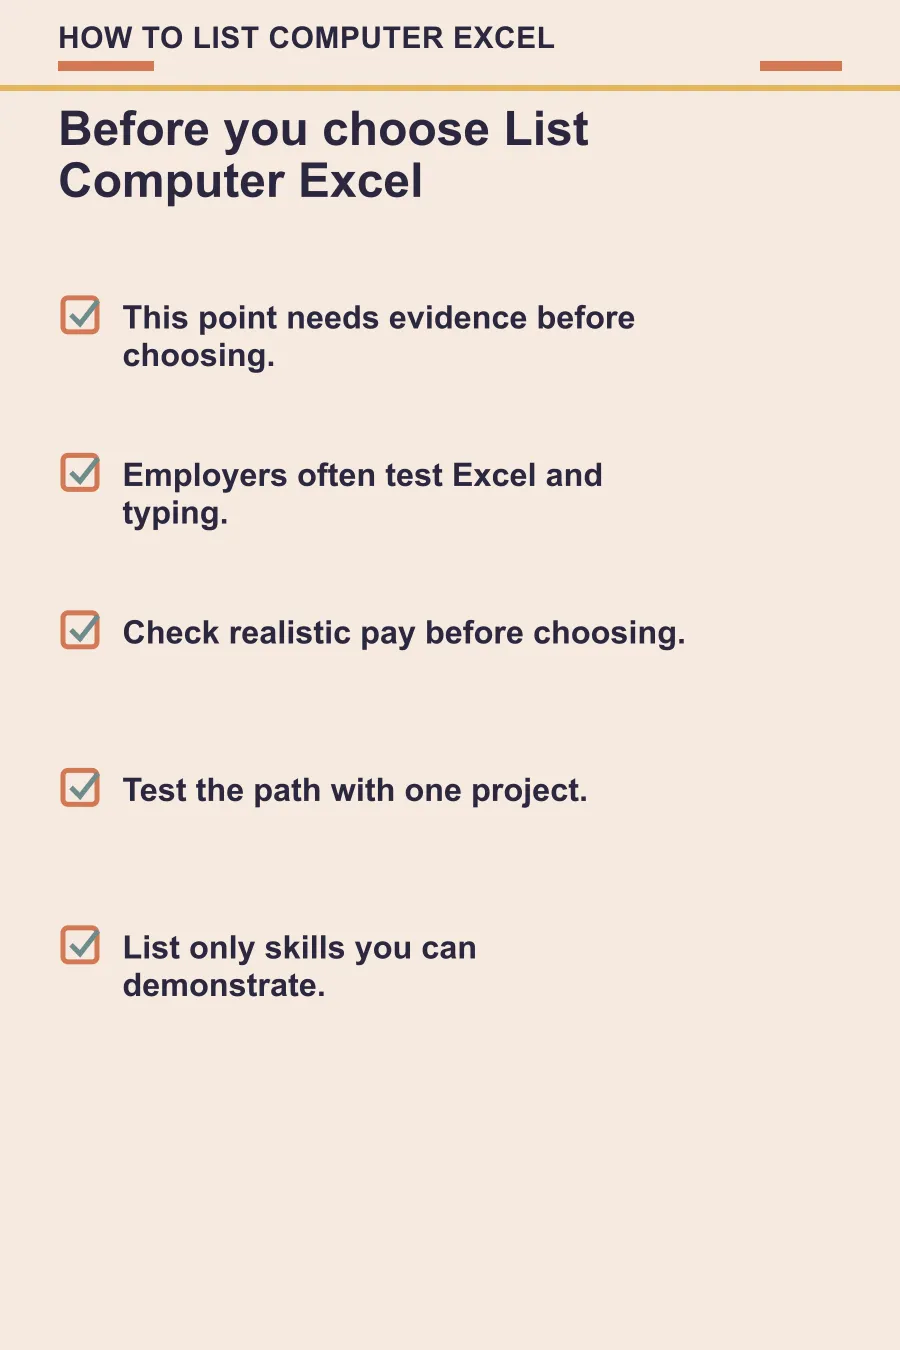 HOW TO LIST COMPUTER EXCEL
Before you choose List
Computer Excel
This point needs evidence before
choosing.
Employers often test Excel and
typing.
Check realistic pay before choosing.
Test the path with one project.
List only skills you can
demonstrate.